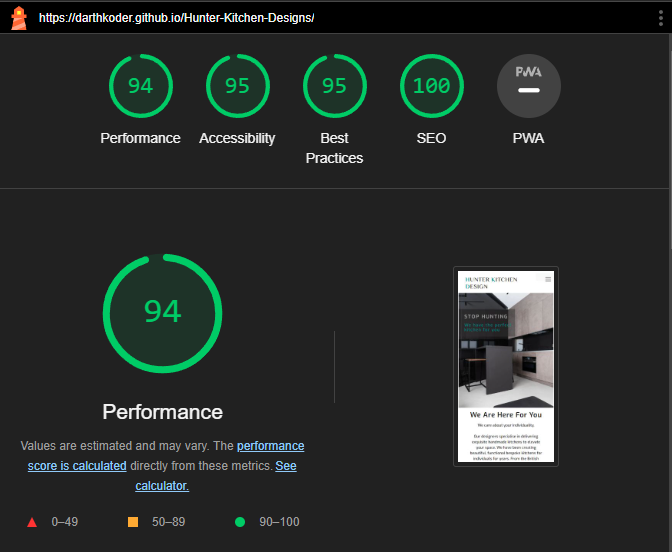 https://darthkoder.github.io/Hunter-Kitchen-Designs/
94
95
95
100
PWA
Performance
Accessibility
Best
Practices
SEO
PWA
94
Performance
Values are estimated and may vary. The performance
score is calculated directly from these metrics. See
calculator.
0–49
50–89
90–100
HUNTER KITCHEN
DESIGN
STOP HUNTING
We have the perfect
kitchen for you
We Are Here For You
We care about your individuality.
Our designers specialise in delivering
exquisite handmade kitchens to elevate
your space. We have been creating
beautiful, functional bespoke kitchens for
individuals for years. From the British